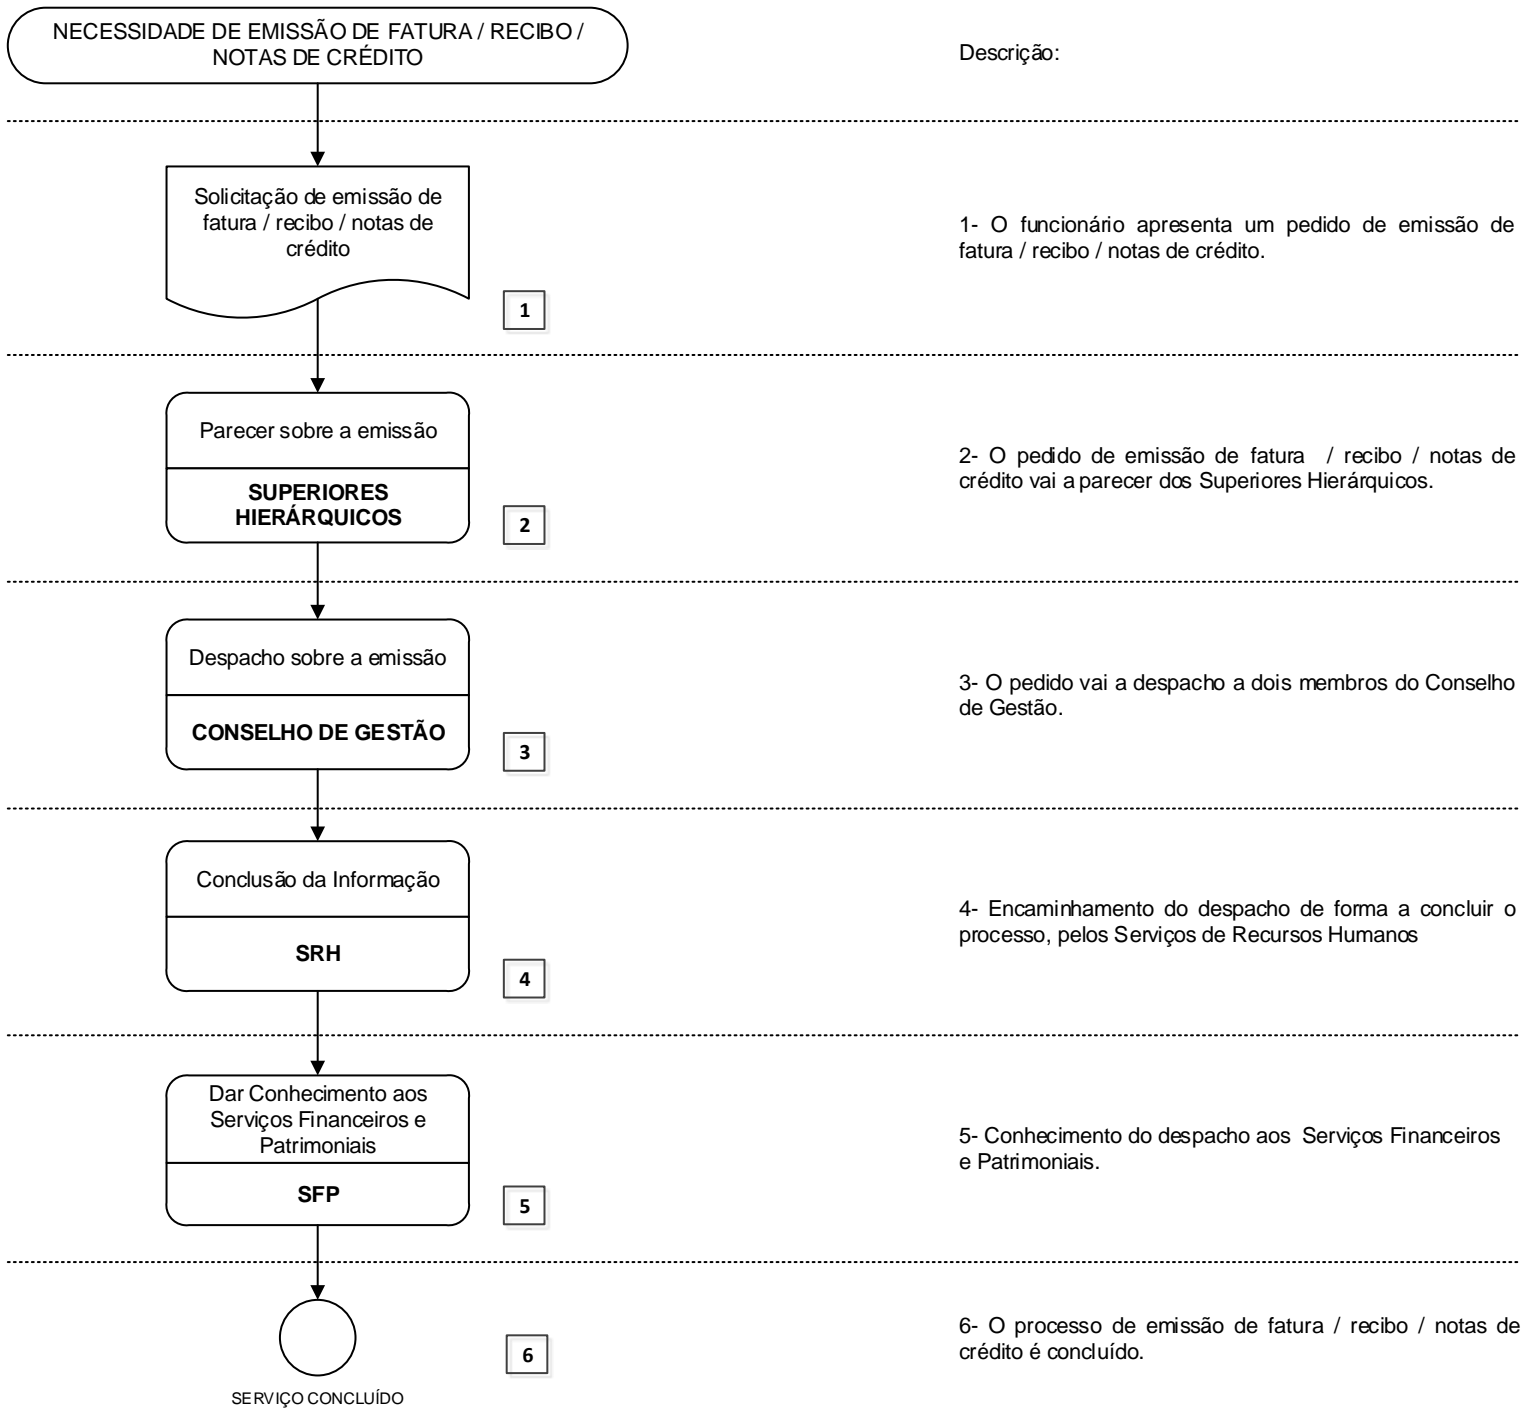 NECESSIDADE DE EMISSÃO DE FATURA / RECIBO /
NOTAS DE CRÉDITO
Descrição:
Solicitação de emissão de
fatura / recibo / notas de
crédito
1
1- O funcionário apresenta um pedido de emissão de
fatura / recibo / notas de crédito.
Parecer sobre a emissão
SUPERIORES
HIERÁRQUICOS
2
2- O pedido de emissão de fatura / recibo / notas de
crédito vai a parecer dos Superiores Hierárquicos.
Despacho sobre a emissão
CONSELHO DE GESTÃO
3
3- O pedido vai a despacho a dois membros do Conselho
de Gestão.
Conclusão da Informação
SRH
4
4- Encaminhamento do despacho de forma a concluir o
processo, pelos Serviços de Recursos Humanos
Dar Conhecimento aos
Serviços Financeiros e
Patrimoniais
SFP
5
5- Conhecimento do despacho aos Serviços Financeiros
e Patrimoniais.
6
SERVIÇO CONCLUÍDO
6- O processo de emissão de fatura / recibo / notas de
crédito é concluído.